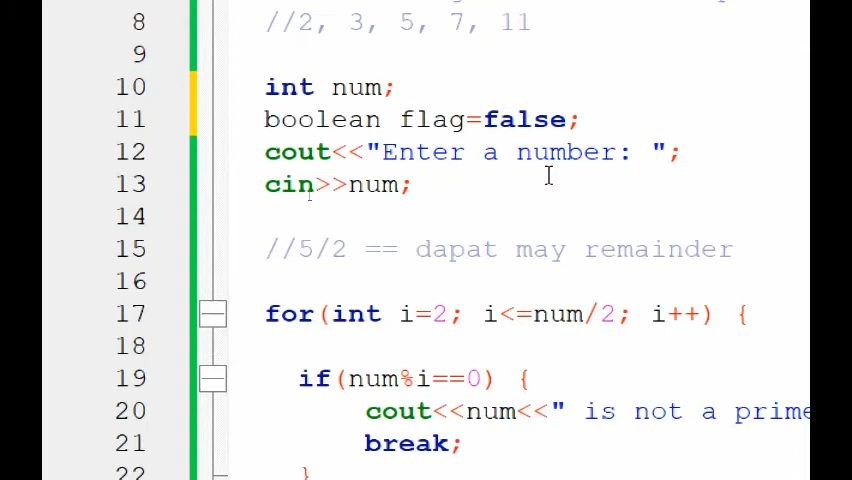 8 //2, 3, 5, 7, 11
9
10 int num;
11 boolean flag=false;
12 cout<<"Enter a number: ";
13 cin>>num;
14
15 //5/2 == dapat may remainder
16
17 for(int i=2; i<=num/2; i++) {
18
19 if(num%i==0) {
20 cout<<num<<" is not a prime
21 break;
22 }